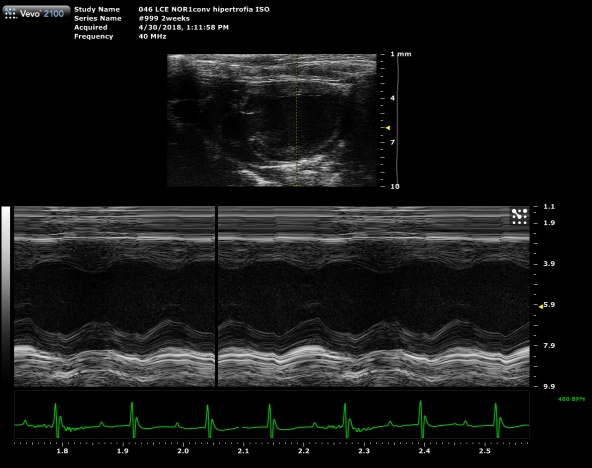 Vevo 2100
Study Name 046 LCE NOR1conv hipertrofia ISO
Series Name #999 2weeks
Acquired 4/30/2018, 1:11:58 PM
Frequency 40 MHz
1 mm
4
7
10
1.1
1.9
3.9
5.9
7.9
9.9
460 BPM
1.8 1.9 2.0 2.1 2.2 2.3 2.4 2.5